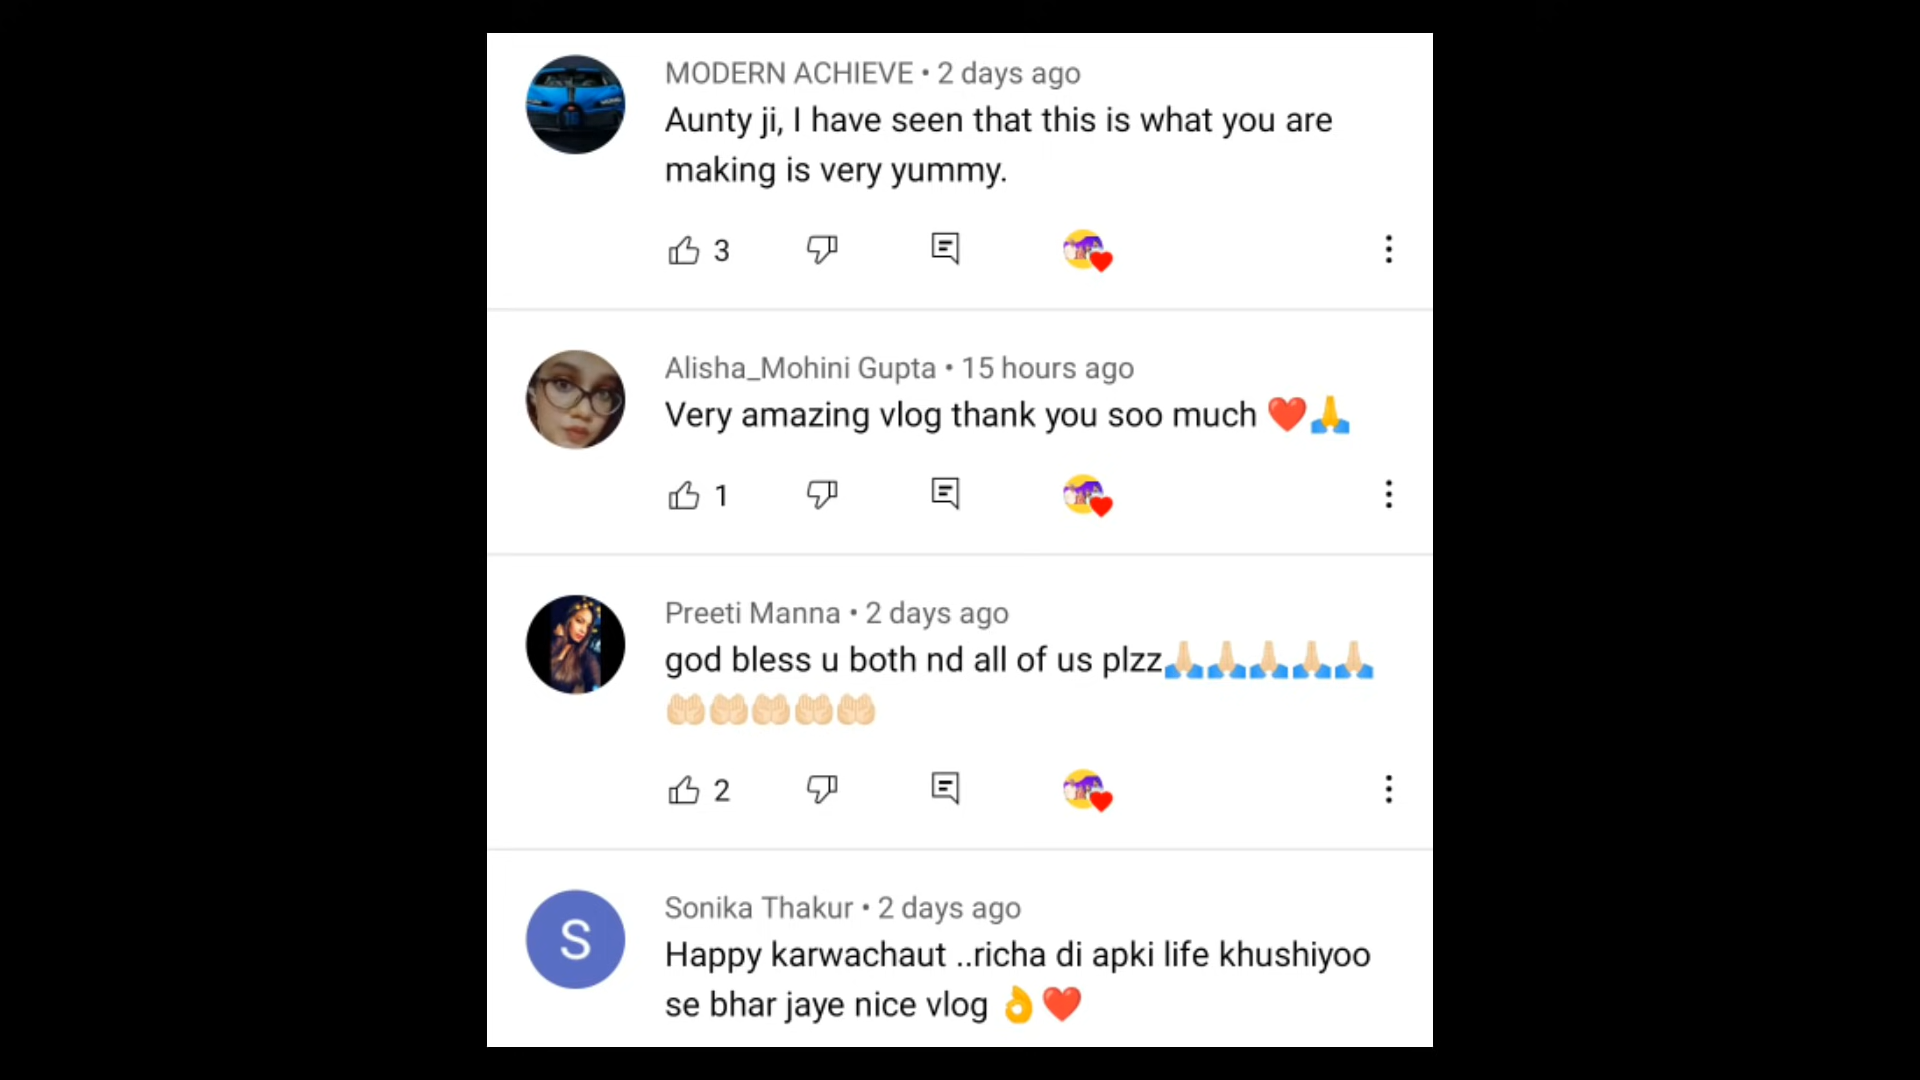 MODERN ACHIEVE • 2 days ago
Aunty ji, I have seen that this is what you are
making is very yummy.
3
Alisha_Mohini Gupta • 15 hours ago
Very amazing vlog thank you soo much ❤️🙏
1
Preeti Manna • 2 days ago
god bless u both nd all of us plzz🙏🏻🙏🏻🙏🏻🙏🏻🙏🏻
🤲🏻🤲🏻🤲🏻🤲🏻🤲🏻
2
S
Sonika Thakur • 2 days ago
Happy karwachaut ..richa di apki life khushiyoo
se bhar jaye nice vlog 👌❤️